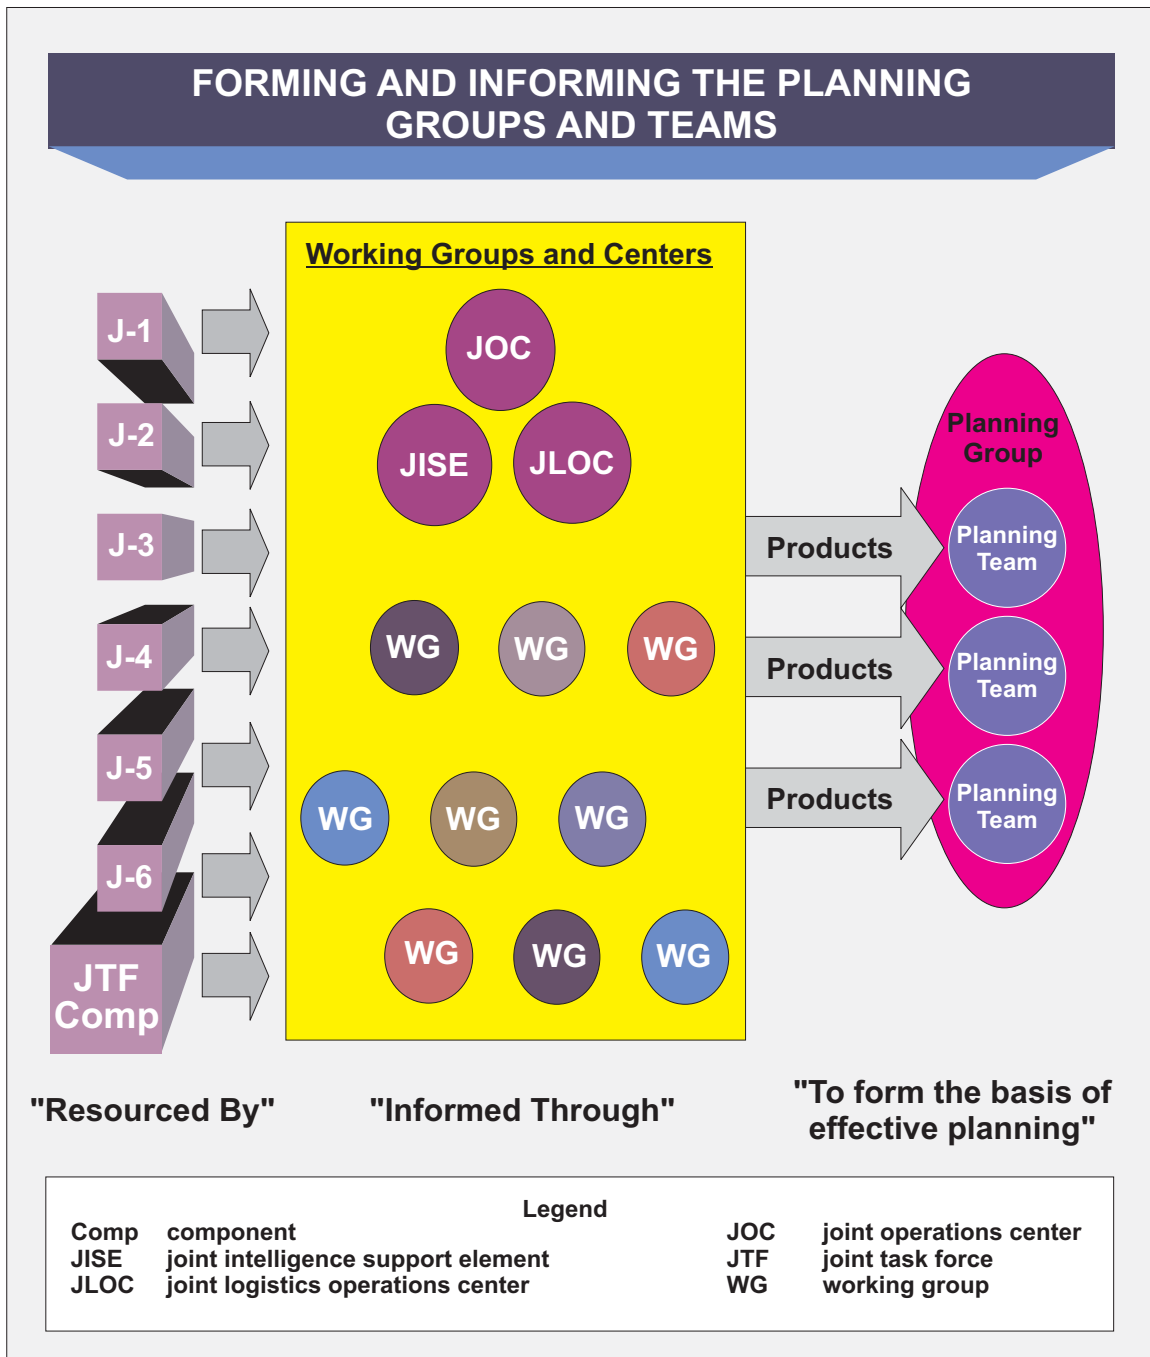 FORMING AND INFORMING THE PLANNING
GROUPS AND TEAMS
Working Groups and Centers
J-1
J-2
J-3
J-4
J-5
J-6
JTF
Comp
JOC
JISE
JLOC
WG
WG
WG
WG
WG
WG
WG
WG
WG
Products
Products
Products
Planning
Group
Planning
Team
Planning
Team
Planning
Team
"Resourced By"
"Informed Through"
"To form the basis of
effective planning"
Legend
Comp component
JISE joint intelligence support element
JLOC joint logistics operations center
JOC joint operations center
JTF joint task force
WG working group